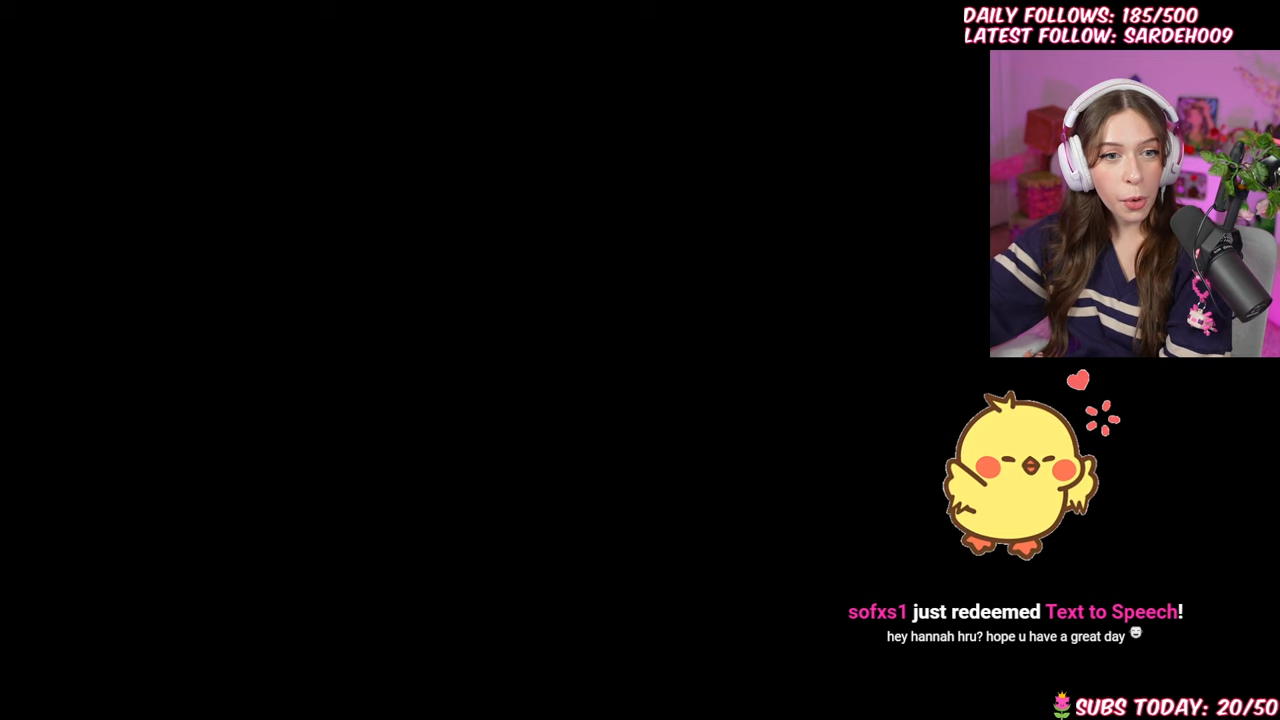 DAILY FOLLOWS: 185/500
LATEST FOLLOW: SARDEH009
sofxs1 just redeemed Text to Speech!
hey hannah hru? hope u have a great day
SUBS TODAY: 20/50